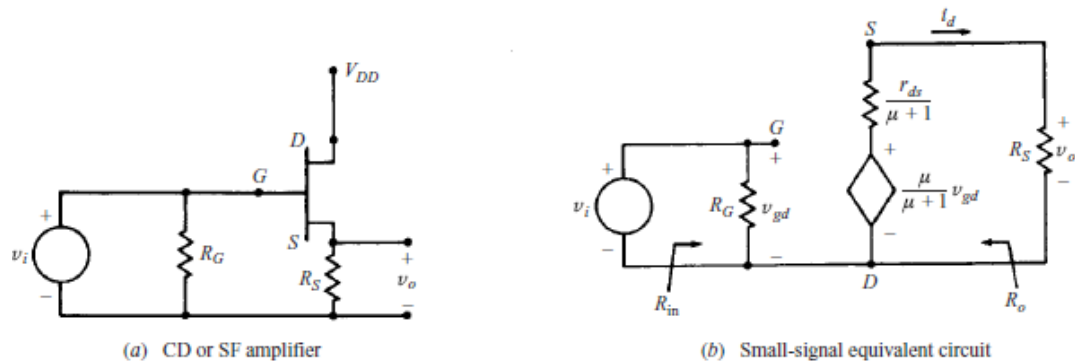 V_DD
D
G
S
+
v_i
−
R_G
R_S
+
v_o
−
(a) CD or SF amplifier
S
i_d
r_ds
μ + 1
+
μ
μ + 1
v_gd
−
D
G
+
v_i
−
R_G
+
v_gd
−
R_in
R_S
+
v_o
−
R_o
(b) Small-signal equivalent circuit